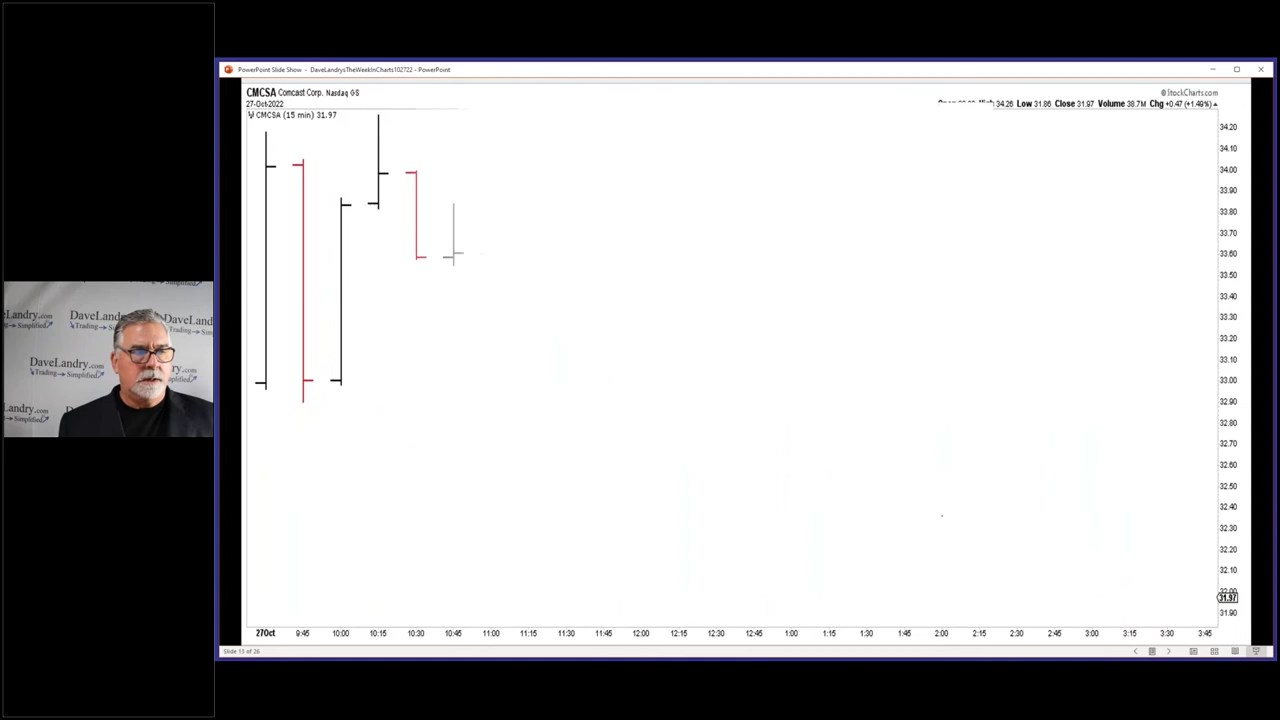 PowerPoint Slide Show - DaveLandrysTheWeekInCharts102722 - PowerPoint
CMCSA Comcast Corp. Nasdaq GS
© StockCharts.com
27-Oct-2022
34.26 Low 31.86 Close 31.97 Volume 38.7M Chg +0.47 (+1.49%)
CMCSA (15 min) 31.97
34.20
34.10
34.00
33.90
33.80
33.70
33.60
33.50
33.40
33.30
33.20
33.10
33.00
32.90
32.80
32.70
32.60
32.50
32.40
32.30
32.20
32.10
31.97
31.90
27Oct 9:45 10:00 10:15 10:30 10:45 11:00 11:15 11:30 11:45 12:00 12:15 12:30 12:45 1:00 1:15 1:30 1:45 2:00 2:15 2:30 2:45 3:00 3:15 3:30 3:45
Slide 13 of 26
DaveLandry.com
Trading Simplified
DaveLandry.com
Trading Simplified